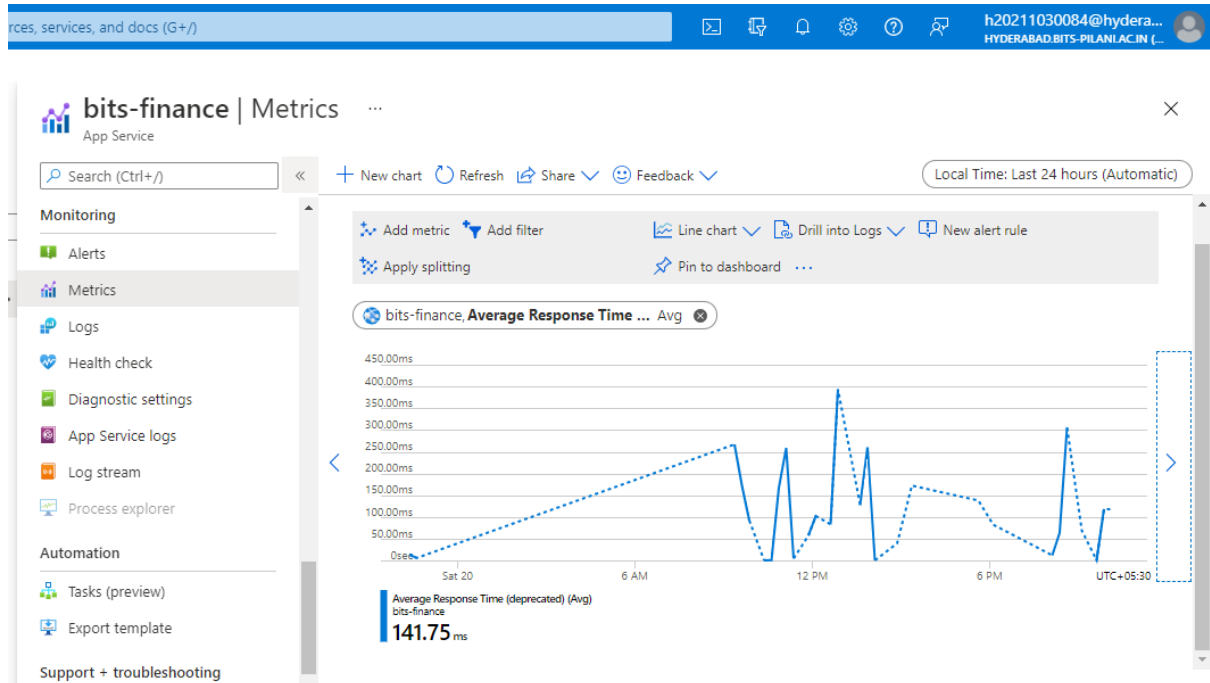 rces, services, and docs (G+/)
h20211030084@hydera...
HYDERABAD.BITS-PILANI.AC.IN (...
bits-finance | Metrics ...
App Service
Search (Ctrl+/)
«
New chart Refresh Share Feedback
Local Time: Last 24 hours (Automatic)
Monitoring
Alerts
Metrics
Logs
Health check
Diagnostic settings
App Service logs
Log stream
Process explorer
Automation
Tasks (preview)
Export template
Support + troubleshooting
Add metric Add filter Line chart Drill into Logs New alert rule
Apply splitting Pin to dashboard ...
bits-finance, Average Response Time ... Avg
450.00ms
400.00ms
350.00ms
300.00ms
250.00ms
200.00ms
150.00ms
100.00ms
50.00ms
0sec
Sat 20 6 AM 12 PM 6 PM UTC+05:30
Average Response Time (deprecated) (Avg)
bits-finance
141.75 ms